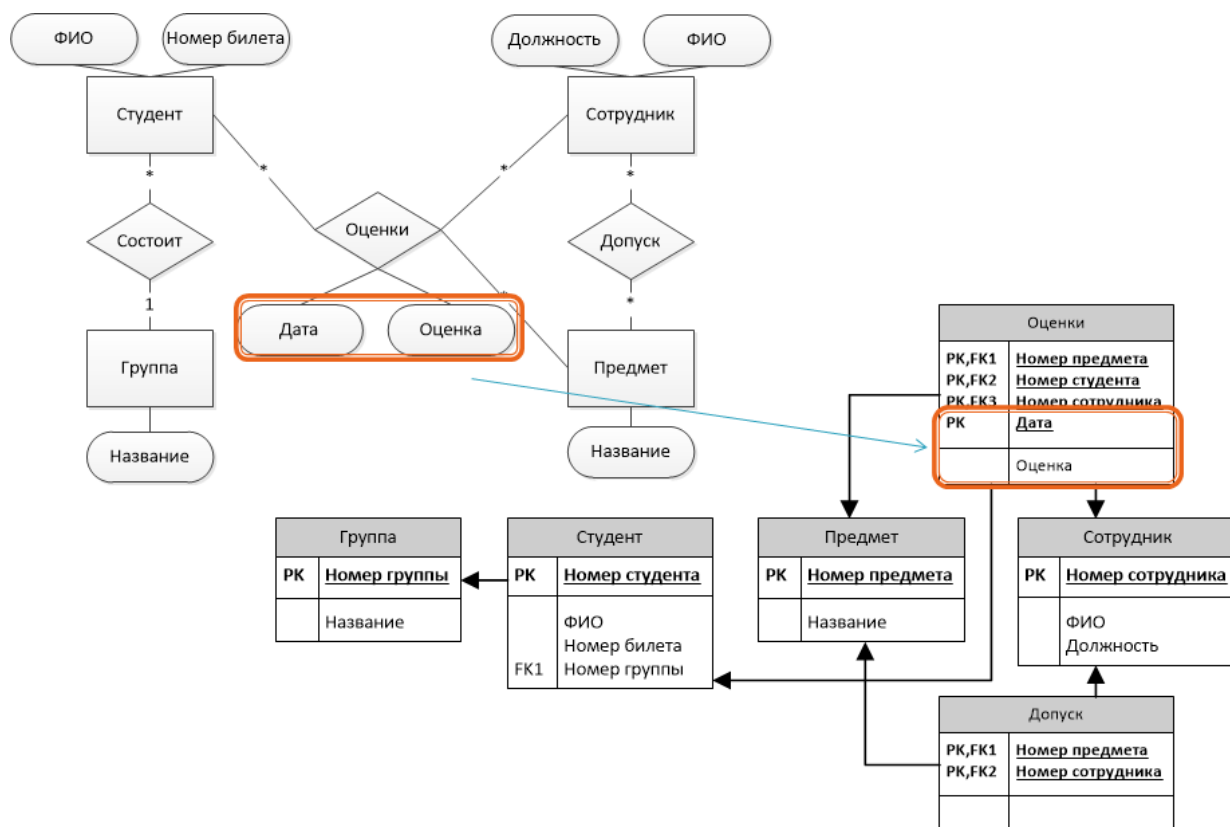 ФИО
Номер билета
Должность
ФИО
Студент
Сотрудник
*
*
*
*
Состоит
Оценки
Допуск
1
*
*
Дата
Оценка
Группа
Предмет
Название
Название
Оценки
PK,FK1 Номер предмета
PK,FK2 Номер студента
PK,FK3 Номер сотрудника
PK Дата
Оценка
Группа
PK Номер группы
Название
Студент
PK Номер студента
ФИО
Номер билета
FK1 Номер группы
Предмет
PK Номер предмета
Название
Сотрудник
PK Номер сотрудника
ФИО
Должность
Допуск
PK,FK1 Номер предмета
PK,FK2 Номер сотрудника